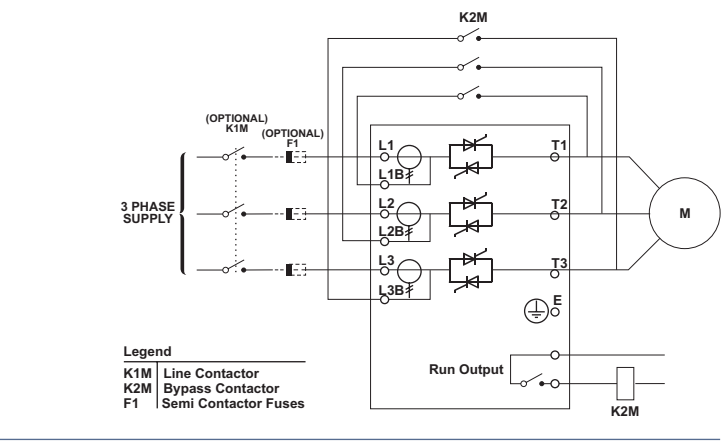 K2M
(OPTIONAL)
K1M
(OPTIONAL)
F1
L1
T1
L1B
3 PHASE
SUPPLY
L2
T2
L2B
M
L3
T3
L3B
E
Legend
K1M Line Contactor
K2M Bypass Contactor
F1 Semi Contactor Fuses
Run Output
K2M